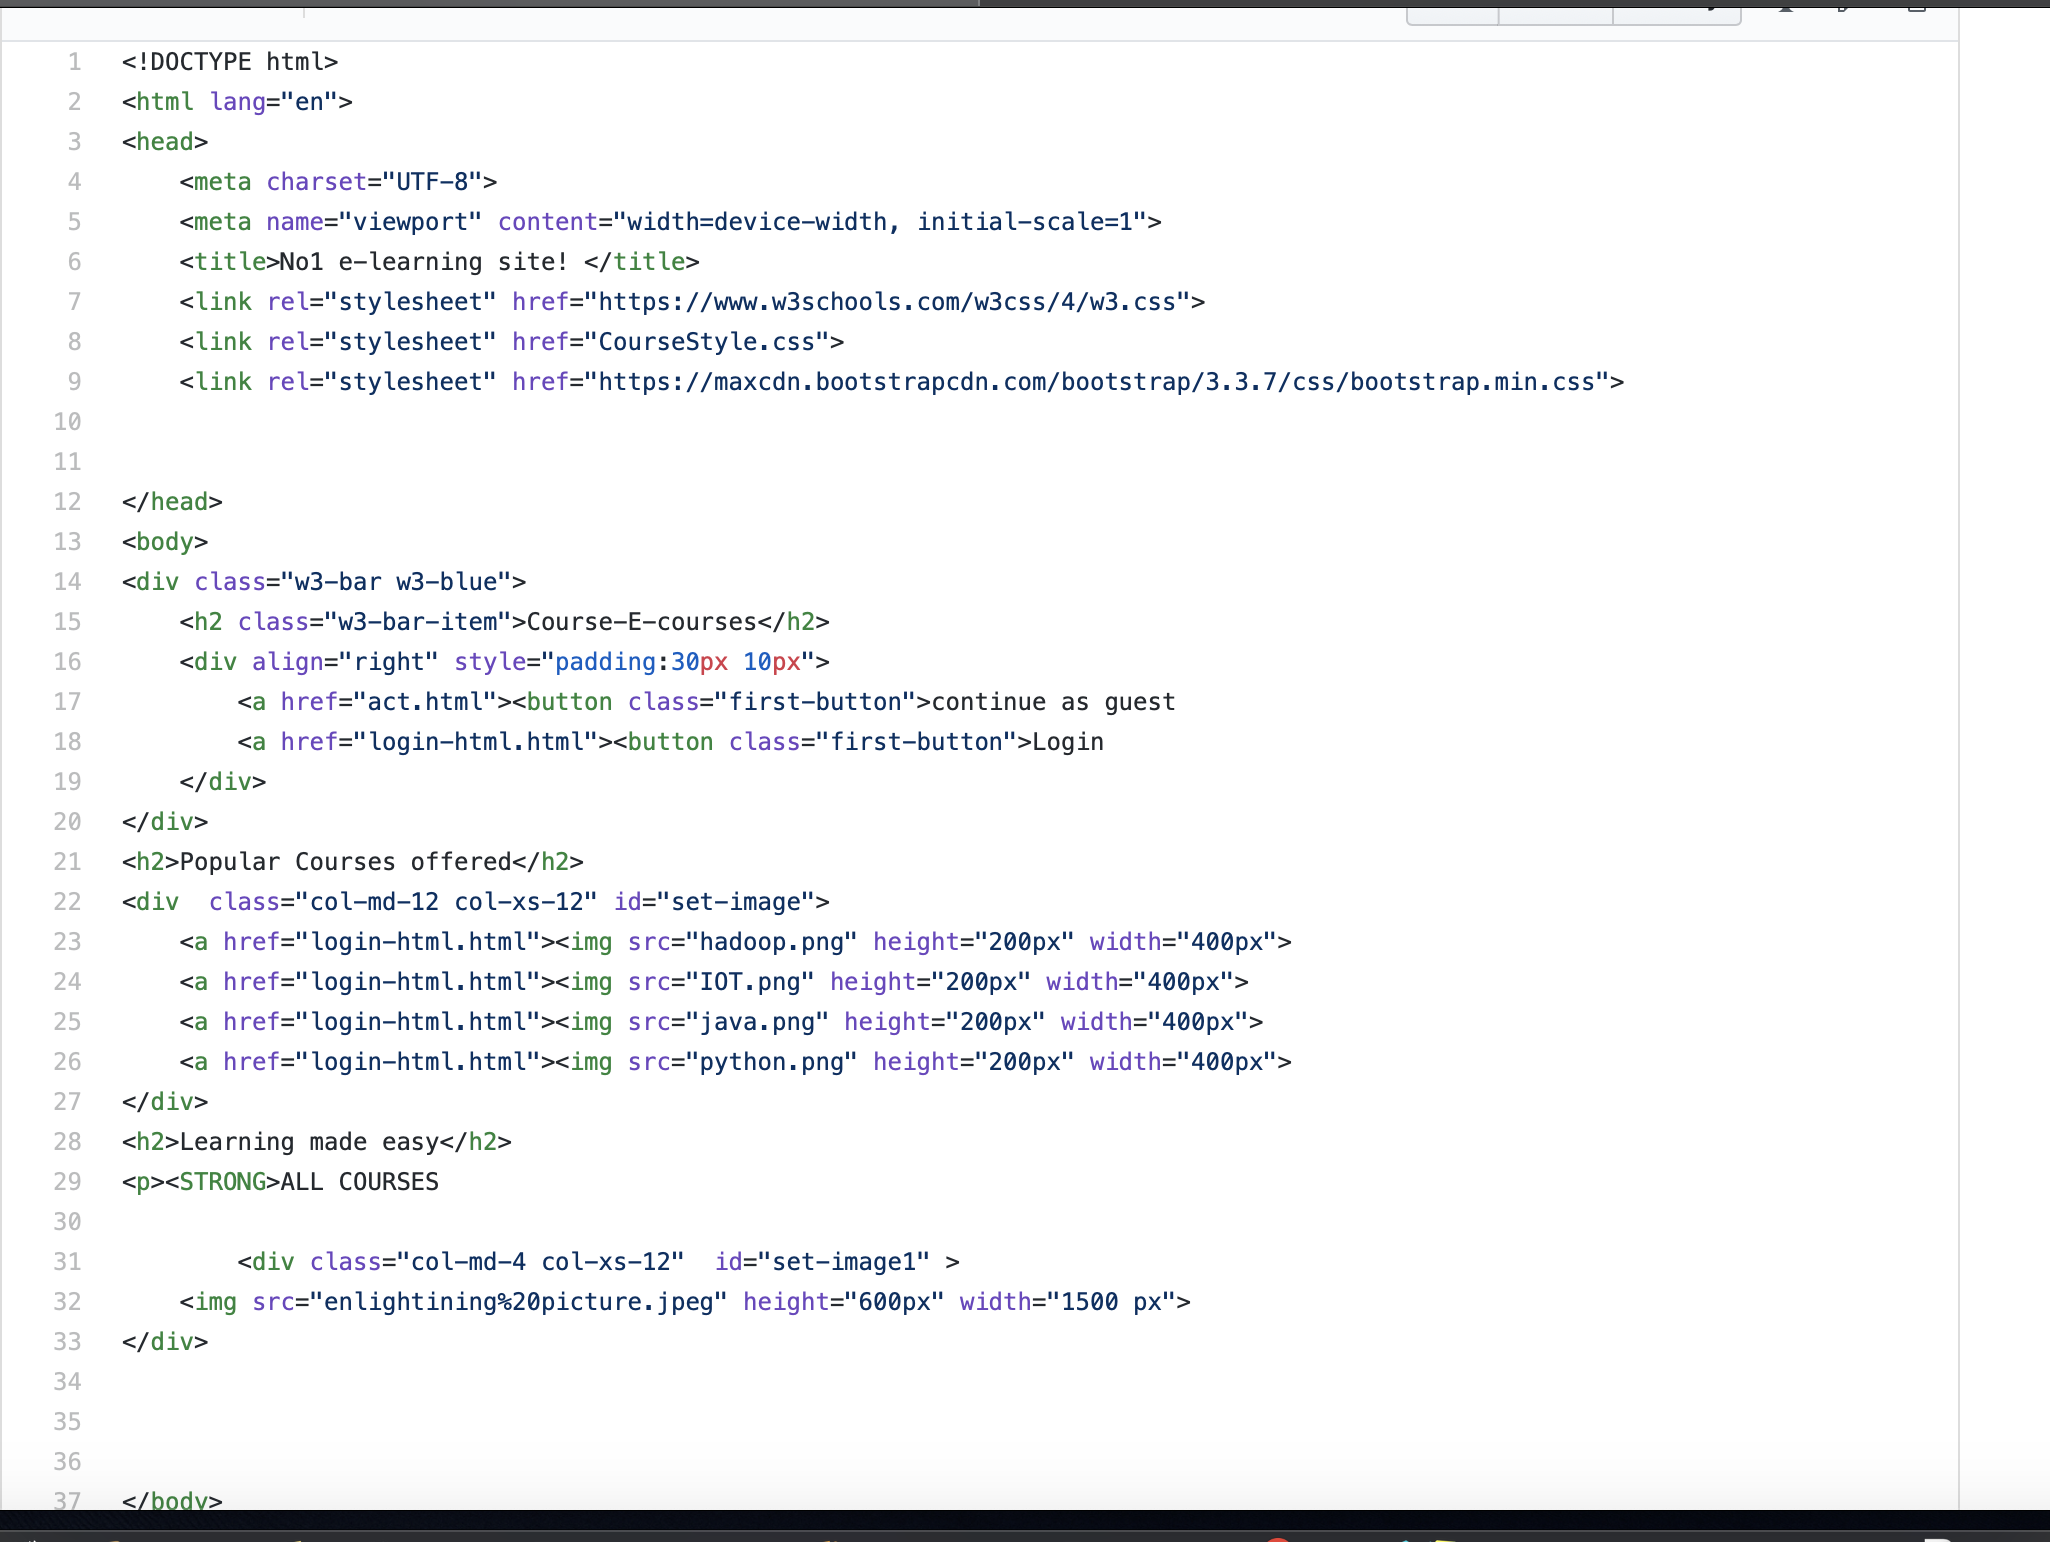 1 <!DOCTYPE html>
2 <html lang="en">
3 <head>
4     <meta charset="UTF-8">
5     <meta name="viewport" content="width=device-width, initial-scale=1">
6     <title>No1 e-learning site! </title>
7     <link rel="stylesheet" href="https://www.w3schools.com/w3css/4/w3.css">
8     <link rel="stylesheet" href="CourseStyle.css">
9     <link rel="stylesheet" href="https://maxcdn.bootstrapcdn.com/bootstrap/3.3.7/css/bootstrap.min.css">
10
11
12 </head>
13 <body>
14 <div class="w3-bar w3-blue">
15     <h2 class="w3-bar-item">Course-E-courses</h2>
16     <div align="right" style="padding:30px 10px">
17         <a href="act.html"><button class="first-button">continue as guest
18         <a href="login-html.html"><button class="first-button">Login
19     </div>
20 </div>
21 <h2>Popular Courses offered</h2>
22 <div  class="col-md-12 col-xs-12" id="set-image">
23     <a href="login-html.html"><img src="hadoop.png" height="200px" width="400px">
24     <a href="login-html.html"><img src="IOT.png" height="200px" width="400px">
25     <a href="login-html.html"><img src="java.png" height="200px" width="400px">
26     <a href="login-html.html"><img src="python.png" height="200px" width="400px">
27 </div>
28 <h2>Learning made easy</h2>
29 <p><STRONG>ALL COURSES
30
31         <div class="col-md-4 col-xs-12"  id="set-image1" >
32     <img src="enlightining%20picture.jpeg" height="600px" width="1500 px">
33 </div>
34
35
36
37 </body>